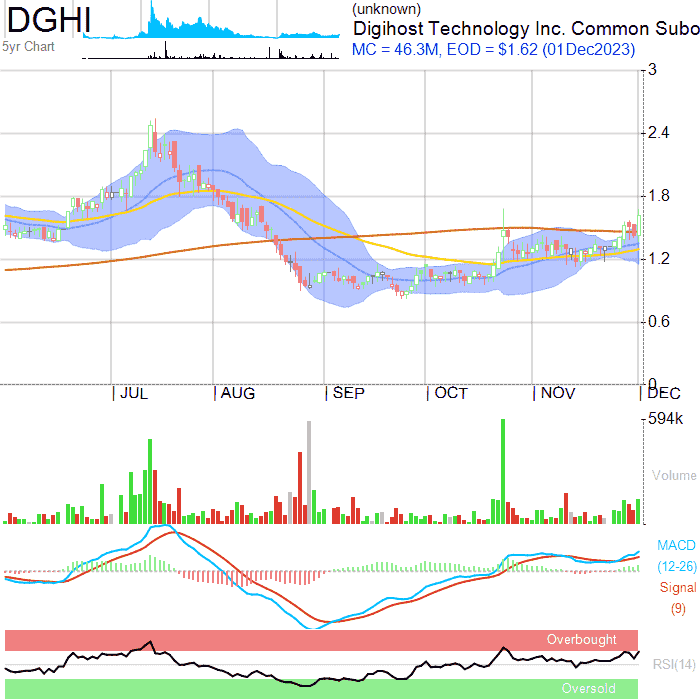 DGHI
5yr Chart
(unknown)
Digihost Technology Inc. Common Subo
MC = 46.3M, EOD = $1.62 (01Dec2023)
3
2.4
1.8
1.2
0.6
0
JUL AUG SEP OCT NOV DEC
594k
Volume
MACD
(12-26)
Signal
(9)
Overbought
RSI(14)
Oversold